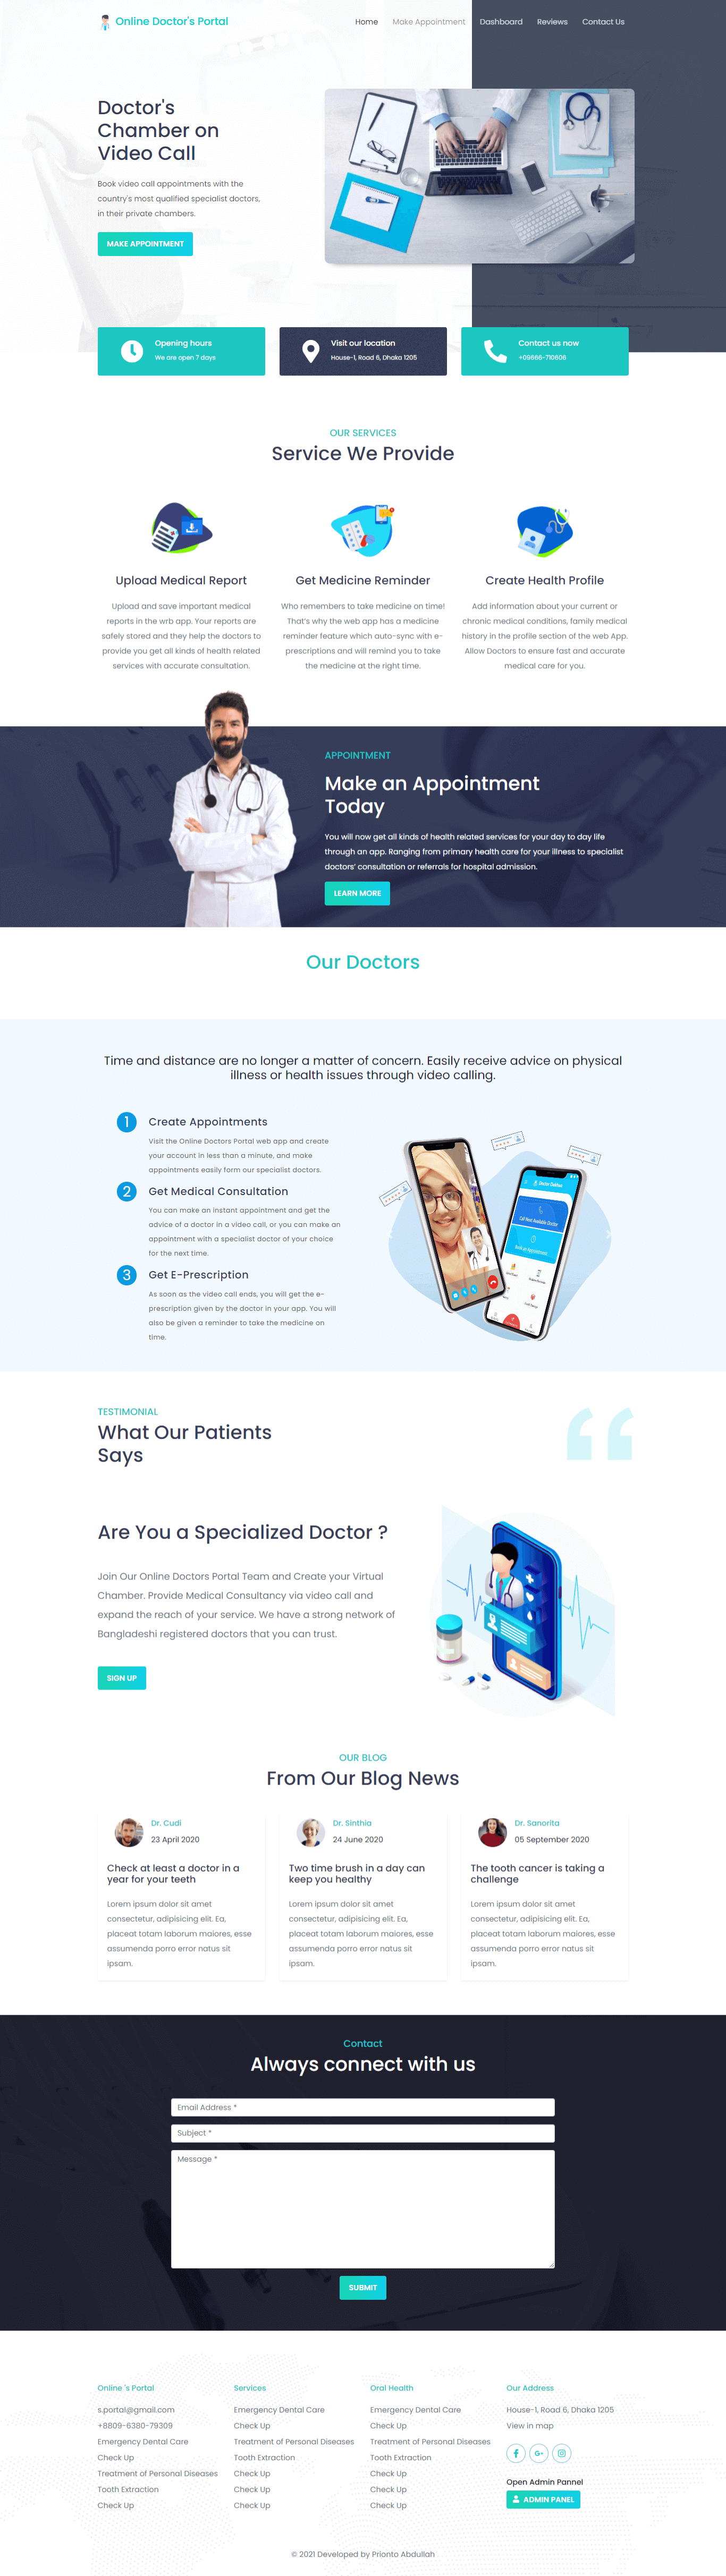 Online Doctor's Portal
Home Make Appointment Dashboard Reviews Contact Us
Doctor's
Chamber on
Video Call
Book video call appointments with the
country's most qualified specialist doctors,
in their private chambers.
MAKE APPOINTMENT
Opening hours
We are open 7 days
Visit our location
House-1, Road 6, Dhaka 1205
Contact us now
+09666-710606
OUR SERVICES
Service We Provide
Upload Medical Report
Upload and save important medical
reports in the wrb app. Your reports are
safely stored and they help the doctors to
provide you get all kinds of health related
services with accurate consultation.
Get Medicine Reminder
Who remembers to take medicine on time!
That's why the web app has a medicine
reminder feature which auto-sync with e-
prescriptions and will remind you to take
the medicine at the right time.
Create Health Profile
Add information about your current or
chronic medical conditions, family medical
history in the profile section of the web App.
Allow Doctors to ensure fast and accurate
medical care for you.
APPOINTMENT
Make an Appointment
Today
You will now get all kinds of health related services for your day to day life
through an app. Ranging from primary health care for your illness to specialist
doctors' consultation or referrals for hospital admission.
LEARN MORE
Our Doctors
Time and distance are no longer a matter of concern. Easily receive advice on physical
illness or health issues through video calling.
1
Create Appointments
Visit the Online Doctors Portal web app and create
your account in less than a minute, and make
appointments easily form our specialist doctors.
2
Get Medical Consultation
You can make an instant appointment and get the
advice of a doctor in a video call, or you can make an
appointment with a specialist doctor of your choice
for the next time.
3
Get E-Prescription
As soon as the video call ends, you will get the e-
prescription given by the doctor in your app. You will
also be given a reminder to take the medicine on
time.
TESTIMONIAL
What Our Patients
Says
Are You a Specialized Doctor ?
Join Our Online Doctors Portal Team and Create your Virtual
Chamber. Provide Medical Consultancy via video call and
expand the reach of your service. We have a strong network of
Bangladeshi registered doctors that you can trust.
SIGN UP
OUR BLOG
From Our Blog News
Dr. Cudi
23 April 2020
Check at least a doctor in a
year for your teeth
Lorem ipsum dolor sit amet
consectetur, adipisicing elit. Ea,
placeat totam laborum maiores, esse
assumenda porro error natus sit
ipsam.
Dr. Sinthia
24 June 2020
Two time brush in a day can
keep you healthy
Lorem ipsum dolor sit amet
consectetur, adipisicing elit. Ea,
placeat totam laborum maiores, esse
assumenda porro error natus sit
ipsam.
Dr. Sanorita
05 September 2020
The tooth cancer is taking a
challenge
Lorem ipsum dolor sit amet
consectetur, adipisicing elit. Ea,
placeat totam laborum maiores, esse
assumenda porro error natus sit
ipsam.
Contact
Always connect with us
Email Address *
Subject *
Message *
SUBMIT
Online 's Portal
s.portal@gmail.com
+8809-6380-79309
Emergency Dental Care
Check Up
Treatment of Personal Diseases
Tooth Extraction
Check Up
Services
Emergency Dental Care
Check Up
Treatment of Personal Diseases
Tooth Extraction
Check Up
Check Up
Check Up
Oral Health
Emergency Dental Care
Check Up
Treatment of Personal Diseases
Tooth Extraction
Check Up
Check Up
Check Up
Our Address
House-1, Road 6, Dhaka 1205
View in map
Open Admin Pannel
ADMIN PANEL
© 2021 Developed by Prionto Abdullah